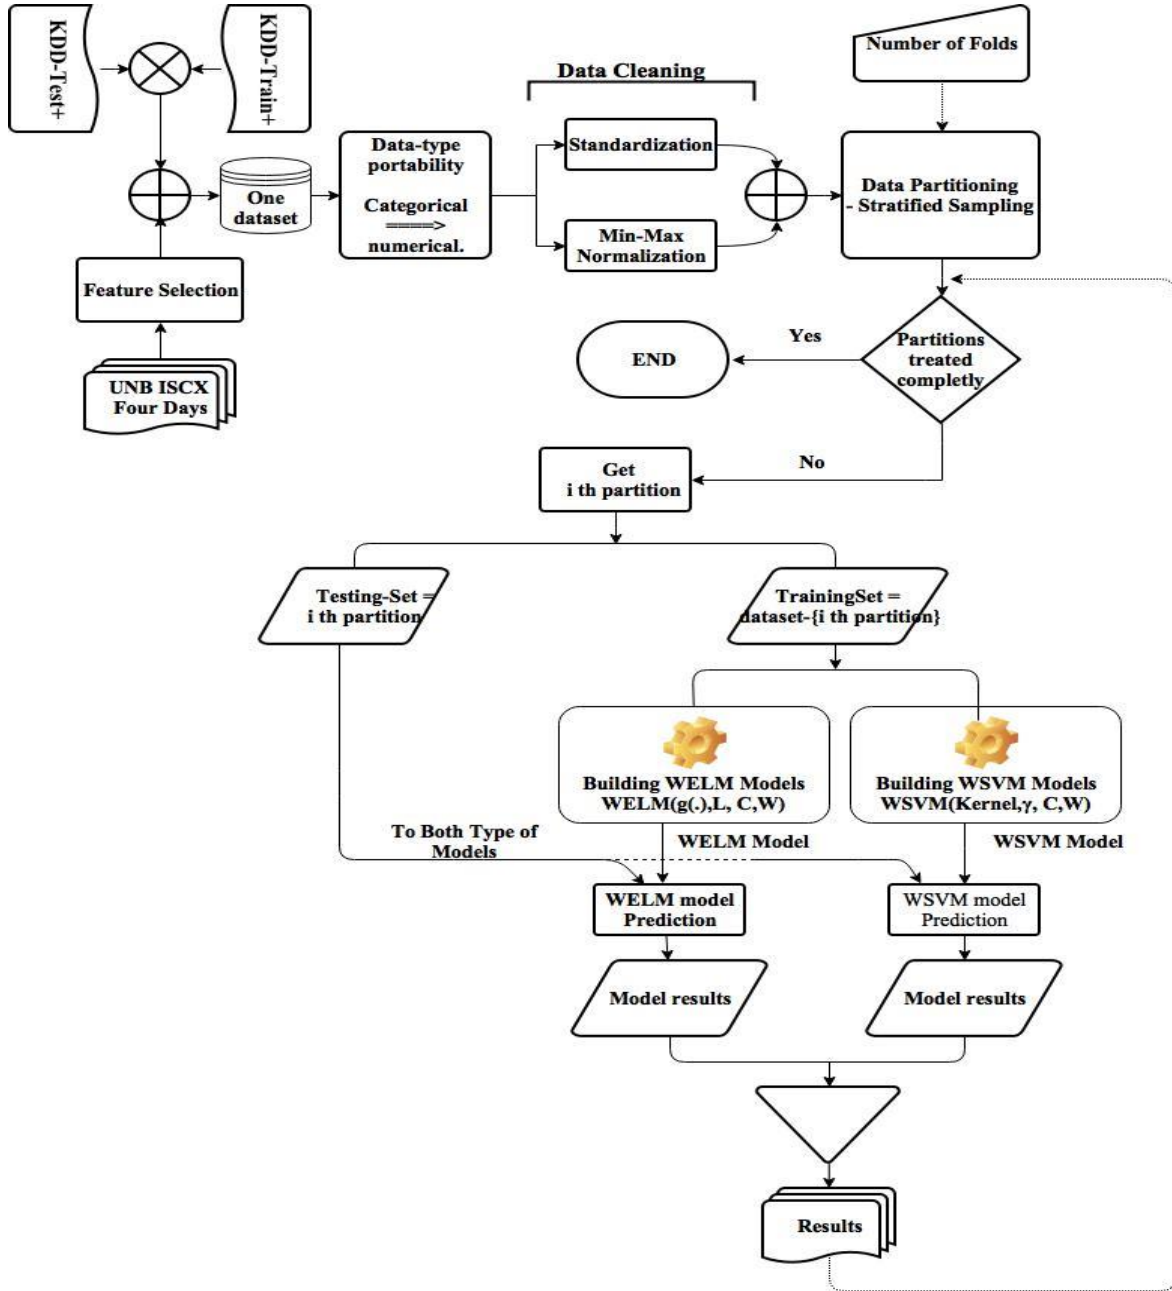 KDD-Test+
KDD-Train+
Data Cleaning
Number of Folds
Standardization
Data-type
portability
Categorical
====>
numerical.
One
dataset
Min-Max
Normalization
Data Partitioning
- Stratified Sampling
Feature Selection
UNB ISCX
Four Days
Partitions
treated
completly
Yes
END
No
Get
i th partition
Testing-Set =
i th partition
TrainingSet =
dataset-{i th partition}
Building WELM Models
WELM(g(.),L, C,W)
Building WSVM Models
WSVM(Kernel,γ, C,W)
To Both Type of
Models
WELM Model
WSVM Model
WELM model
Prediction
WSVM model
Prediction
Model results
Model results
Results